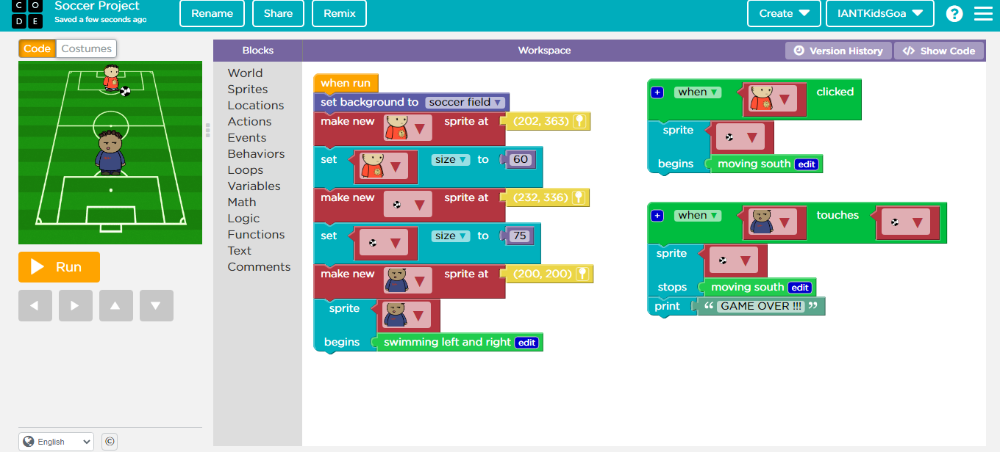 C O
D E
Soccer Project
Saved a few seconds ago
Rename
Share
Remix
Create
IANTKidsGoa
?
Code
Costumes
Blocks
Workspace
Version History
</> Show Code
World
Sprites
Locations
Actions
Events
Behaviors
Loops
Variables
Math
Logic
Functions
Text
Comments
Run
when run
set background to soccer field
make new sprite at (202, 363)
set size to 60
make new sprite at (232, 336)
set size to 75
make new sprite at (200, 200)
sprite
begins swimming left and right edit
+ when clicked
sprite
begins moving south edit
+ when touches
sprite
stops moving south edit
print “ GAME OVER !!! ”
English
©